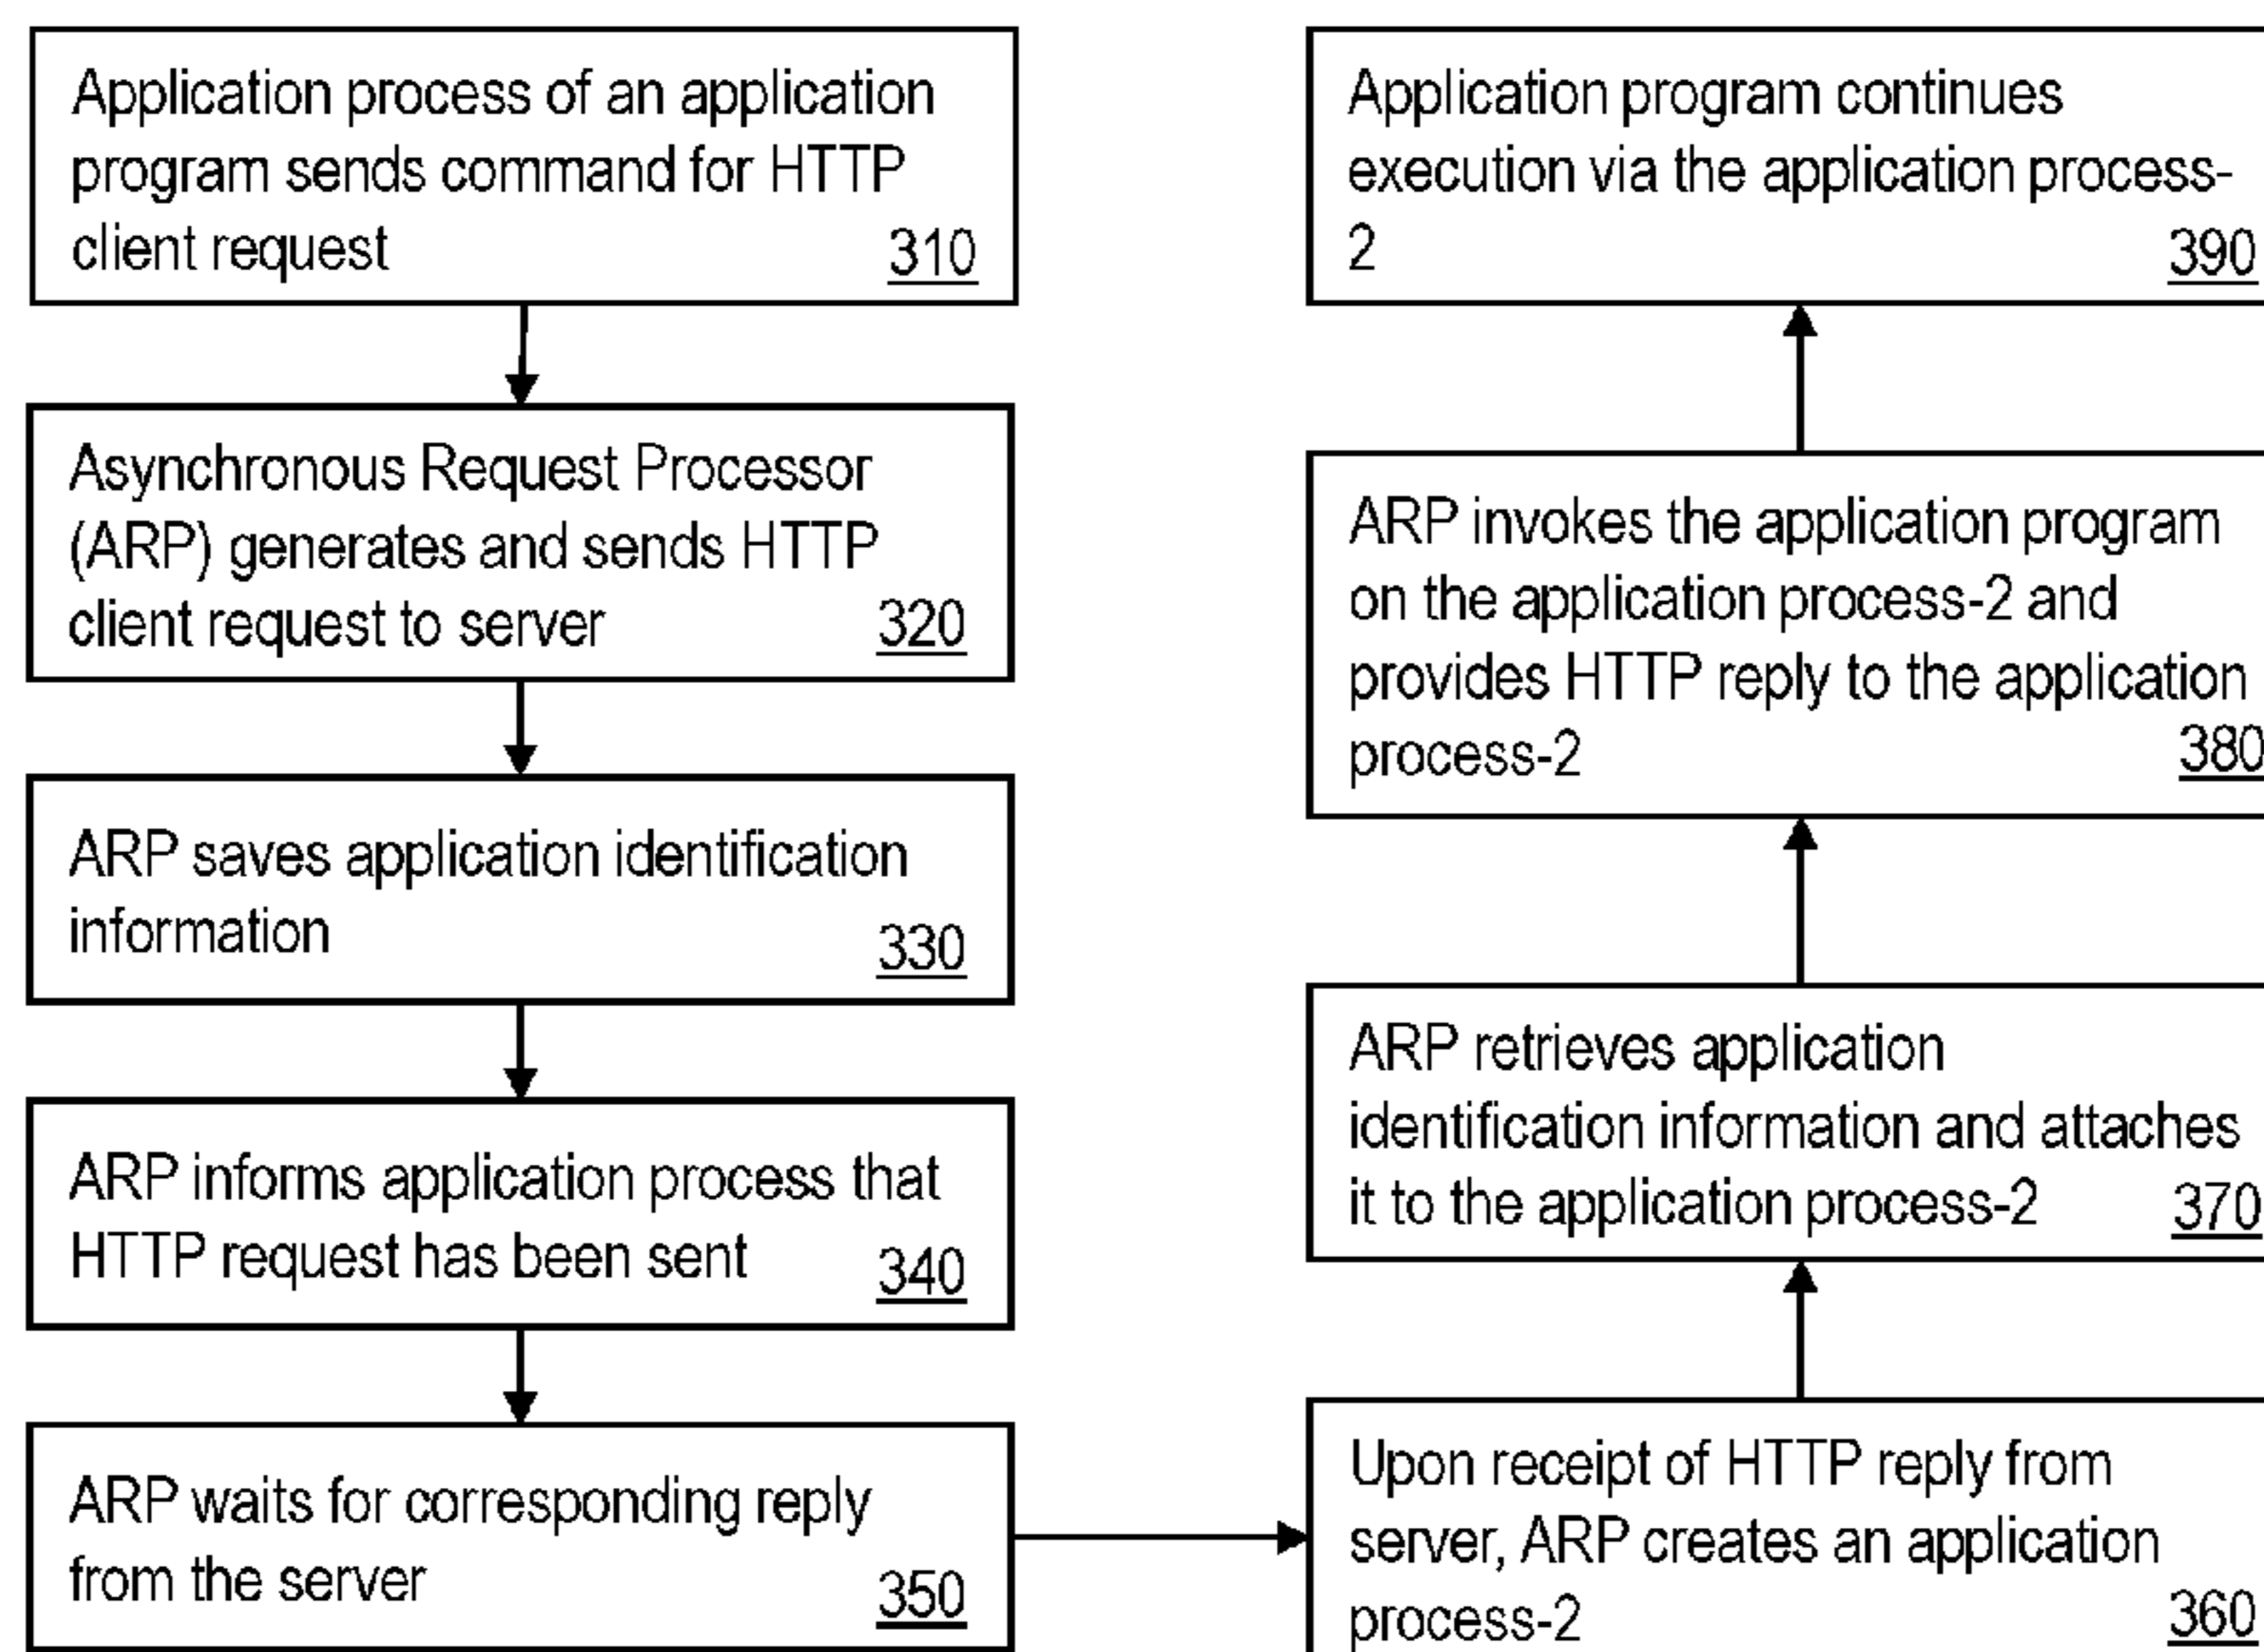 Application process of an application
program sends command for HTTP
client request 310
Asynchronous Request Processor
(ARP) generates and sends HTTP
client request to server 320
ARP saves application identification
information 330
ARP informs application process that
HTTP request has been sent 340
ARP waits for corresponding reply
from the server 350
Upon receipt of HTTP reply from
server, ARP creates an application
process-2 360
ARP retrieves application
identification information and attaches
it to the application process-2 370
ARP invokes the application program
on the application process-2 and
provides HTTP reply to the application
process-2 380
Application program continues
execution via the application process-
2 390